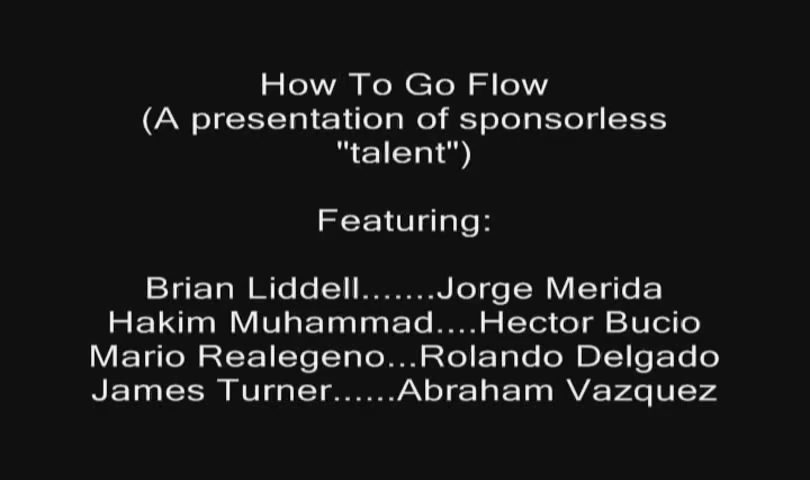 How To Go Flow
(A presentation of sponsorless
"talent")
Featuring:
Brian Liddell.......Jorge Merida
Hakim Muhammad....Hector Bucio
Mario Realegeno...Rolando Delgado
James Turner......Abraham Vazquez